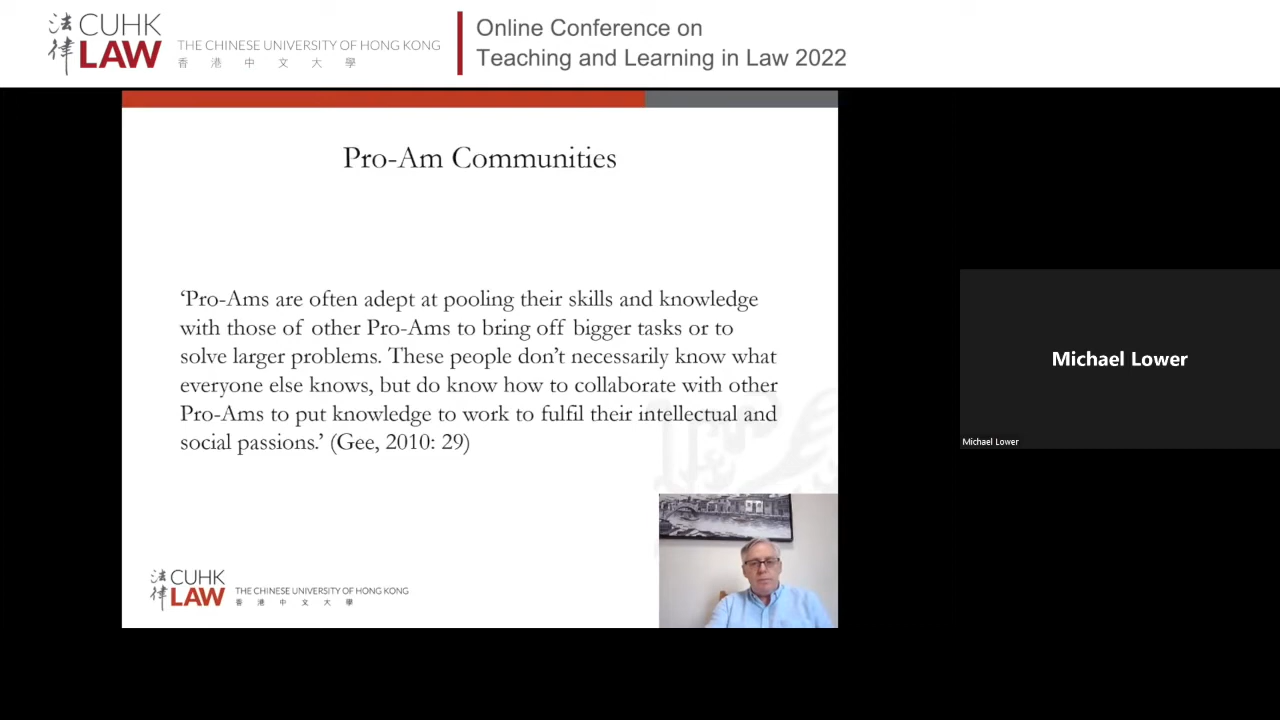 法律 CUHK LAW
THE CHINESE UNIVERSITY OF HONG KONG
香港中文大學
Online Conference on
Teaching and Learning in Law 2022
Pro-Am Communities
‘Pro-Ams are often adept at pooling their skills and knowledge
with those of other Pro-Ams to bring off bigger tasks or to
solve larger problems. These people don’t necessarily know what
everyone else knows, but do know how to collaborate with other
Pro-Ams to put knowledge to work to fulfil their intellectual and
social passions.’ (Gee, 2010: 29)
Michael Lower
Michael Lower
法律 CUHK LAW
THE CHINESE UNIVERSITY OF HONG KONG
香港中文大學